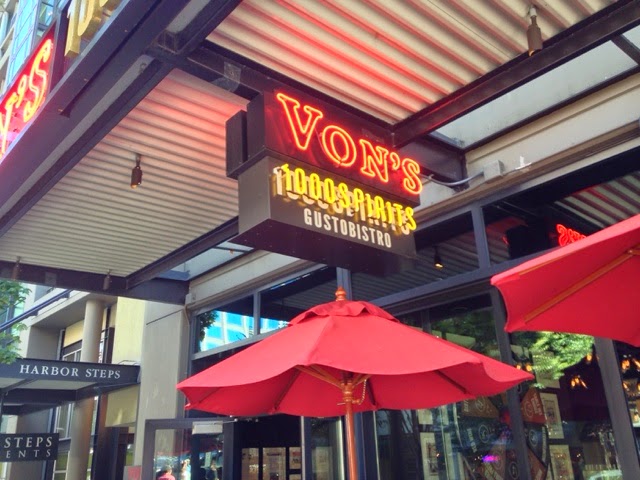 VON'S
1000SPIRITS
GUSTOBISTRO
HARBOR STEPS
STEPS
ENTS